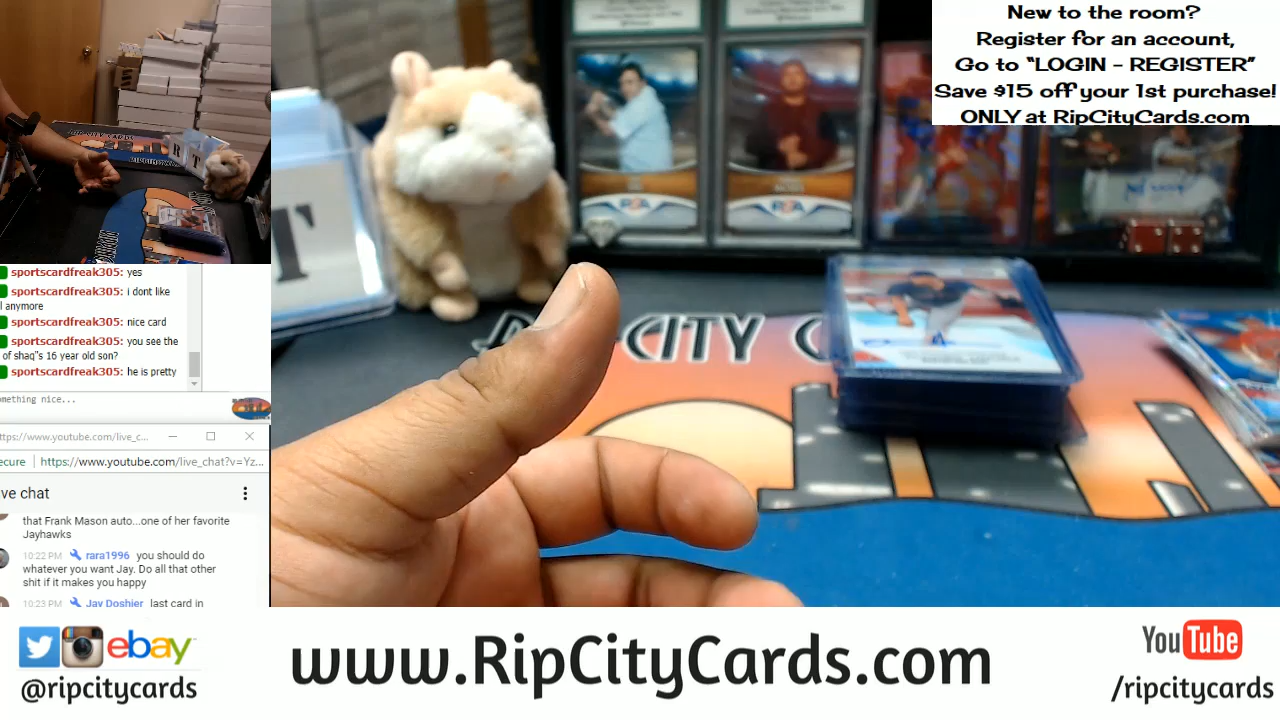 New to the room?
Register for an account,
Go to "LOGIN - REGISTER"
Save $15 off your 1st purchase!
ONLY at RipCityCards.com
sportscardfreak305: yes
sportscardfreak305: i dont like
anymore
sportscardfreak305: nice card
sportscardfreak305: you see the
of shaq"s 16 year old son?
sportscardfreak305: he is pretty
mething nice...
https://www.youtube.com/live_c...
ecure https://www.youtube.com/live_chat?v=Yz...
ve chat
that Frank Mason auto...one of her favorite
Jayhawks
10:22 PM rara1996 you should do
whatever you want Jay. Do all that other
shit if it makes you happy
10:23 PM Jay Doshier last card in
R T
T
CITY C
ebay
@ripcitycards
www.RipCityCards.com
YouTube
/ripcitycards